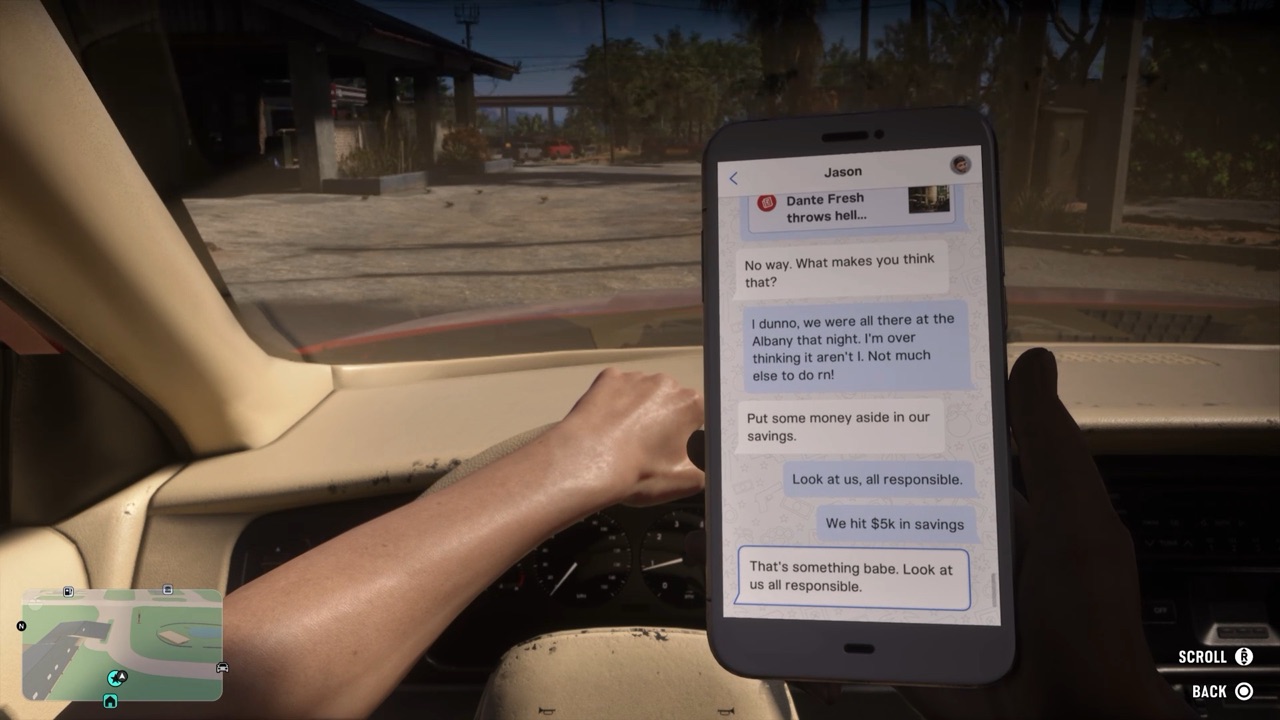 Jason
Dante Fresh
throws hell...
No way. What makes you think
that?
I dunno, we were all there at the
Albany that night. I'm over
thinking it aren't I. Not much
else to do rn!
Put some money aside in our
savings.
Look at us, all responsible.
We hit $5k in savings
That's something babe. Look at
us all responsible.
N
OFF
SCROLL R
BACK